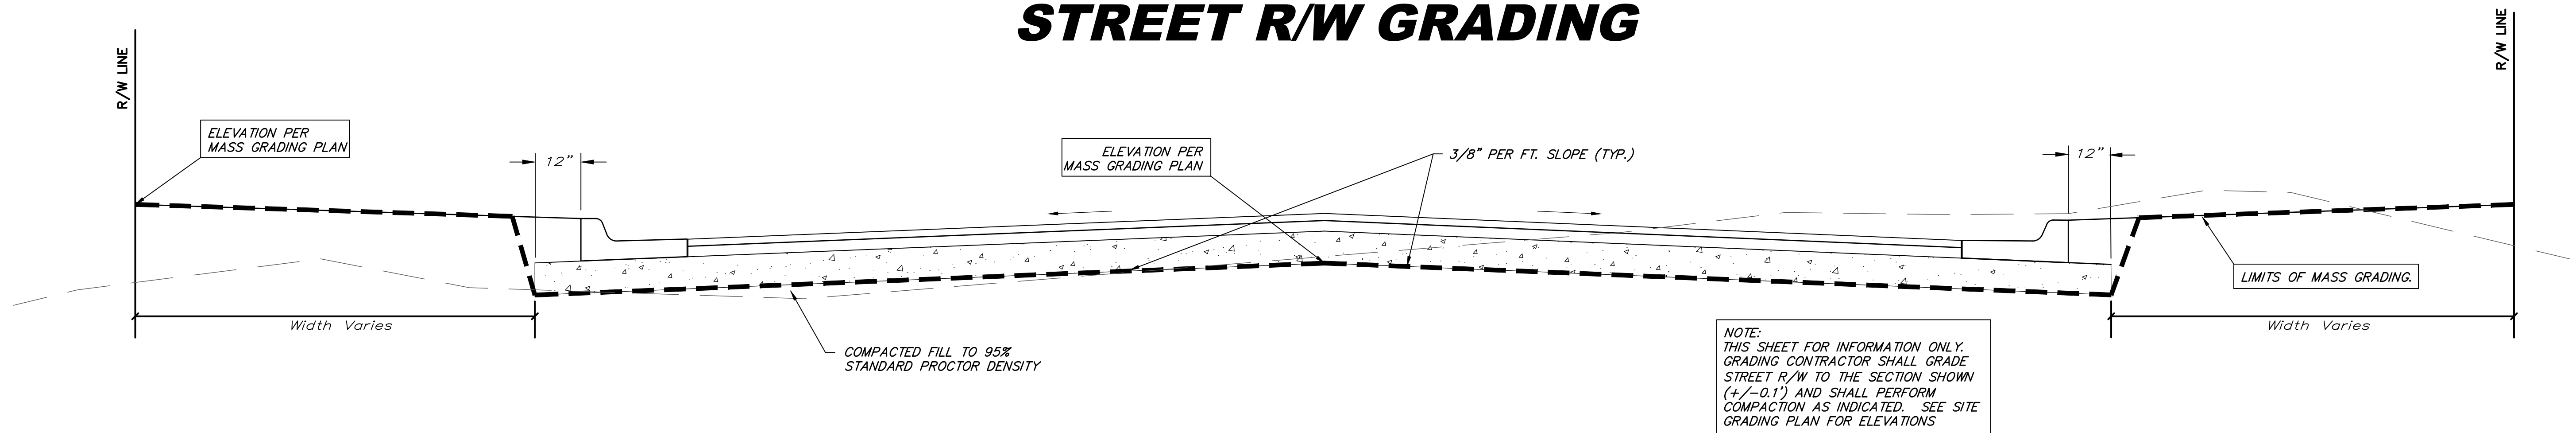 STREET R/W GRADING
R/W LINE
R/W LINE
ELEVATION PER
MASS GRADING PLAN
12"
ELEVATION PER
MASS GRADING PLAN
3/8" PER FT. SLOPE (TYP.)
12"
LIMITS OF MASS GRADING.
Width Varies
Width Varies
COMPACTED FILL TO 95%
STANDARD PROCTOR DENSITY
NOTE:
THIS SHEET FOR INFORMATION ONLY.
GRADING CONTRACTOR SHALL GRADE
STREET R/W TO THE SECTION SHOWN
(+/-0.1') AND SHALL PERFORM
COMPACTION AS INDICATED. SEE SITE
GRADING PLAN FOR ELEVATIONS